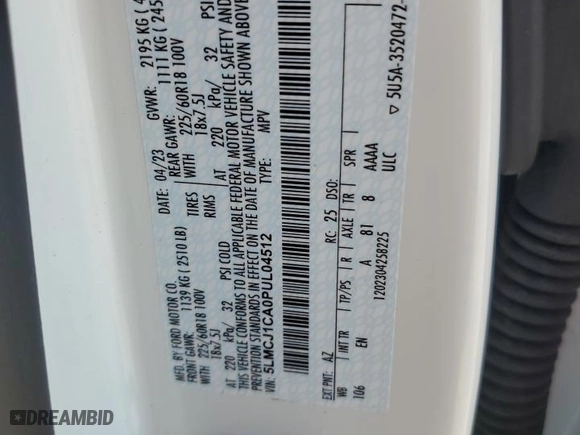 MFD. BY FORD MOTOR CO.
DATE: 04/23 GVWR: 2195 KG (4
FRONT GAWR: 1139 KG (2510 LB) REAR GAWR: 1111 KG (245
WITH 225/60R18 100V TIRES WITH 225/60R18 100V
18x7.5J RIMS 18x7.5J
AT 220 kPa/ 32 PSI COLD AT 220 kPa/ 32 PSI
THIS VEHICLE CONFORMS TO ALL APPLICABLE FEDERAL MOTOR VEHICLE SAFETY AND
PREVENTION STANDARDS IN EFFECT ON THE DATE OF MANUFACTURE SHOWN ABOVE
VIN: 5LMCJ1CA0PUL04512 TYPE: MPV
EXT PNT: AZ RC: 25 DSO:
WB INT TR TP/PS R AXLE TR SPR
106 EN A 81 8 AAAA
1202304258225 ULC
▽ 5U5A-3520472-
DREAMBID